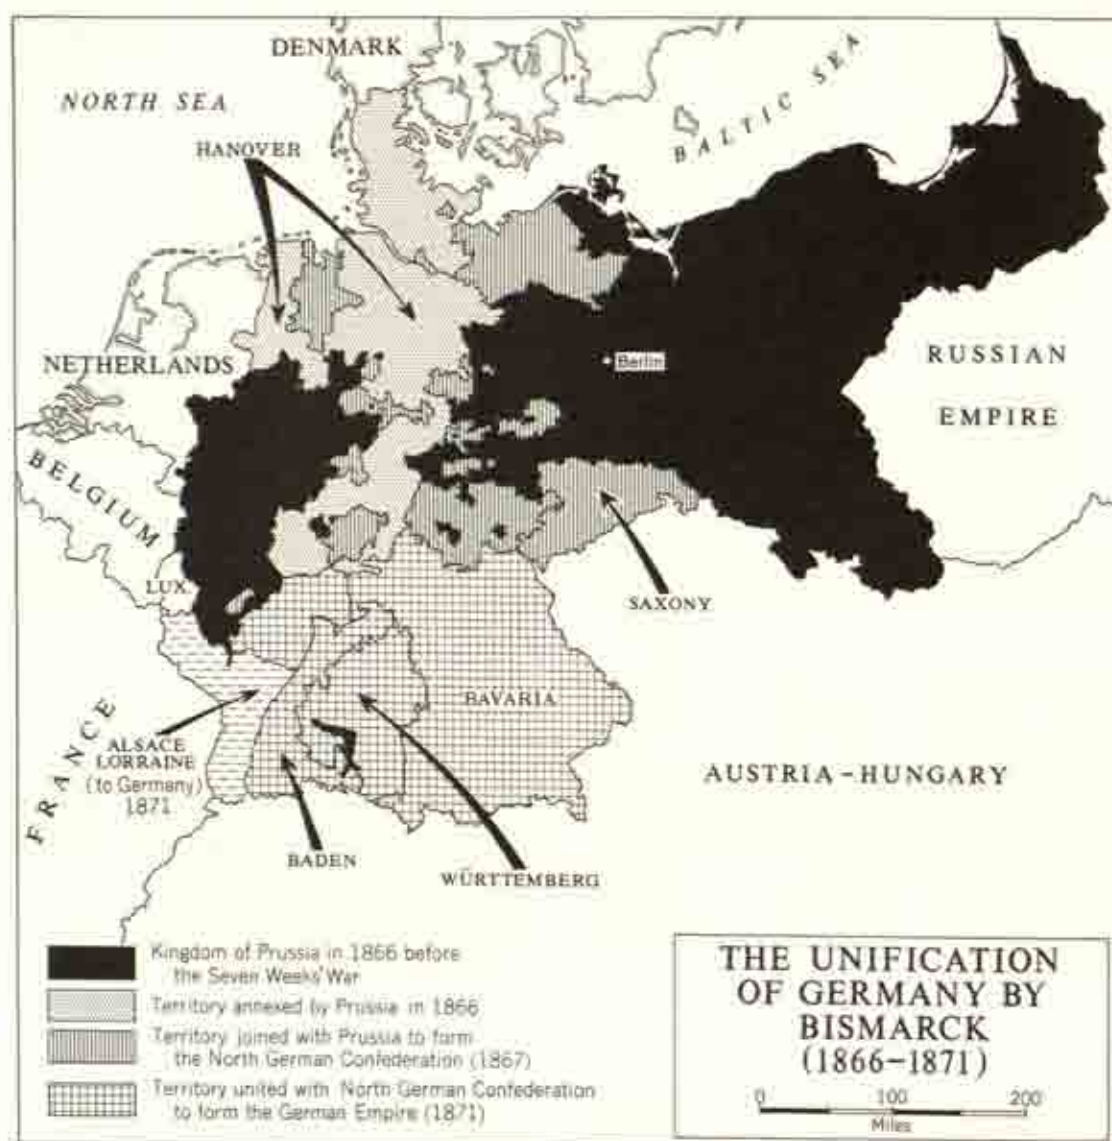 DENMARK
NORTH SEA
BALTIC SEA
HANOVER
NETHERLANDS
Berlin
RUSSIAN
EMPIRE
BELGIUM
LUX
SAXONY
BAVARIA
ALSACE
LORRAINE
(to Germany)
1871
FRANCE
AUSTRIA-HUNGARY
BADEN
WÜRTTEMBERG
Kingdom of Prussia in 1866 before
the Seven Weeks' War
Territory annexed by Prussia in 1866
Territory joined with Prussia to form
the North German Confederation (1867)
Territory united with North German Confederation
to form the German Empire (1871)
THE UNIFICATION
OF GERMANY BY
BISMARCK
(1866-1871)
0 100 200
Miles